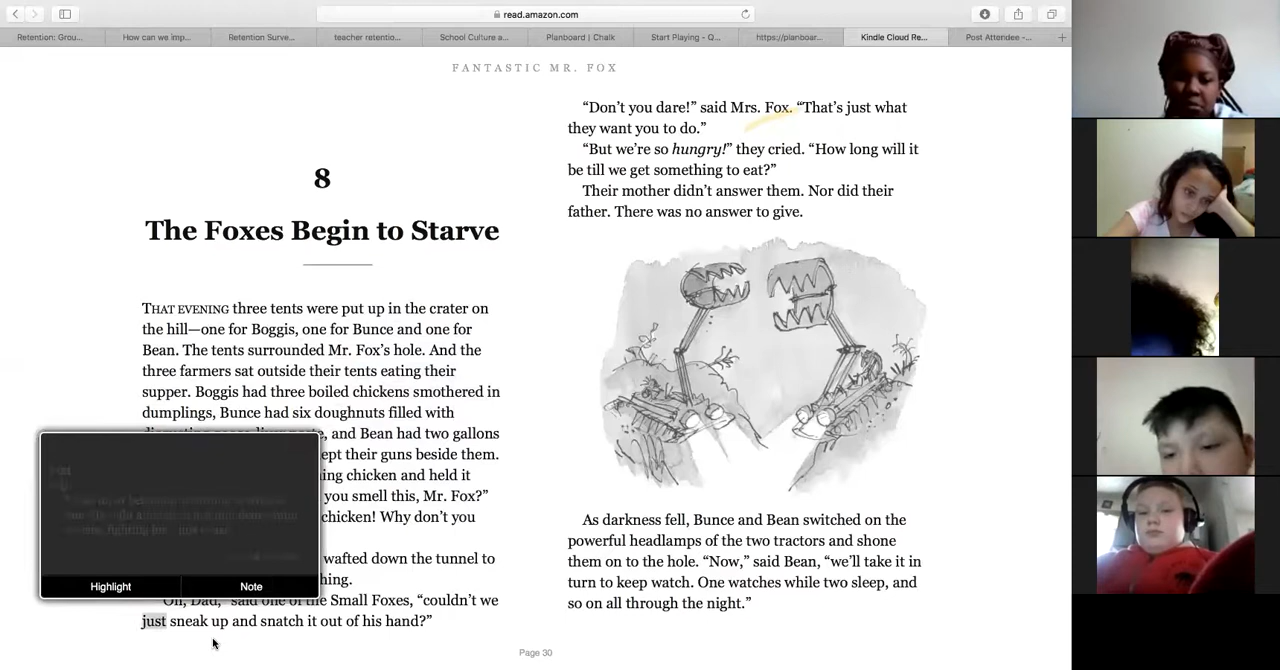 read.amazon.com
Retention: Grou...
How can we imp...
Retention Surve...
teacher retentio...
School Culture a...
Planboard | Chalk
Start Playing - Q...
https://planboar...
Kindle Cloud Re...
Post Attendee -...
FANTASTIC MR. FOX
8
The Foxes Begin to Starve
THAT EVENING three tents were put up in the crater on
the hill—one for Boggis, one for Bunce and one for
Bean. The tents surrounded Mr. Fox's hole. And the
three farmers sat outside their tents eating their
supper. Boggis had three boiled chickens smothered in
dumplings, Bunce had six doughnuts filled with
and Bean had two gallons
ept their guns beside them.
ing chicken and held it
you smell this, Mr. Fox?”
chicken! Why don't you
wafted down the tunnel to
hing.
“Oh, Dad,” said one of the Small Foxes, “couldn't we
just sneak up and snatch it out of his hand?”
Highlight
Note
“Don't you dare!” said Mrs. Fox. “That's just what
they want you to do.”
“But we're so hungry!” they cried. “How long will it
be till we get something to eat?”
Their mother didn't answer them. Nor did their
father. There was no answer to give.
As darkness fell, Bunce and Bean switched on the
powerful headlamps of the two tractors and shone
them on to the hole. “Now,” said Bean, “we'll take it in
turn to keep watch. One watches while two sleep, and
so on all through the night.”
Page 30